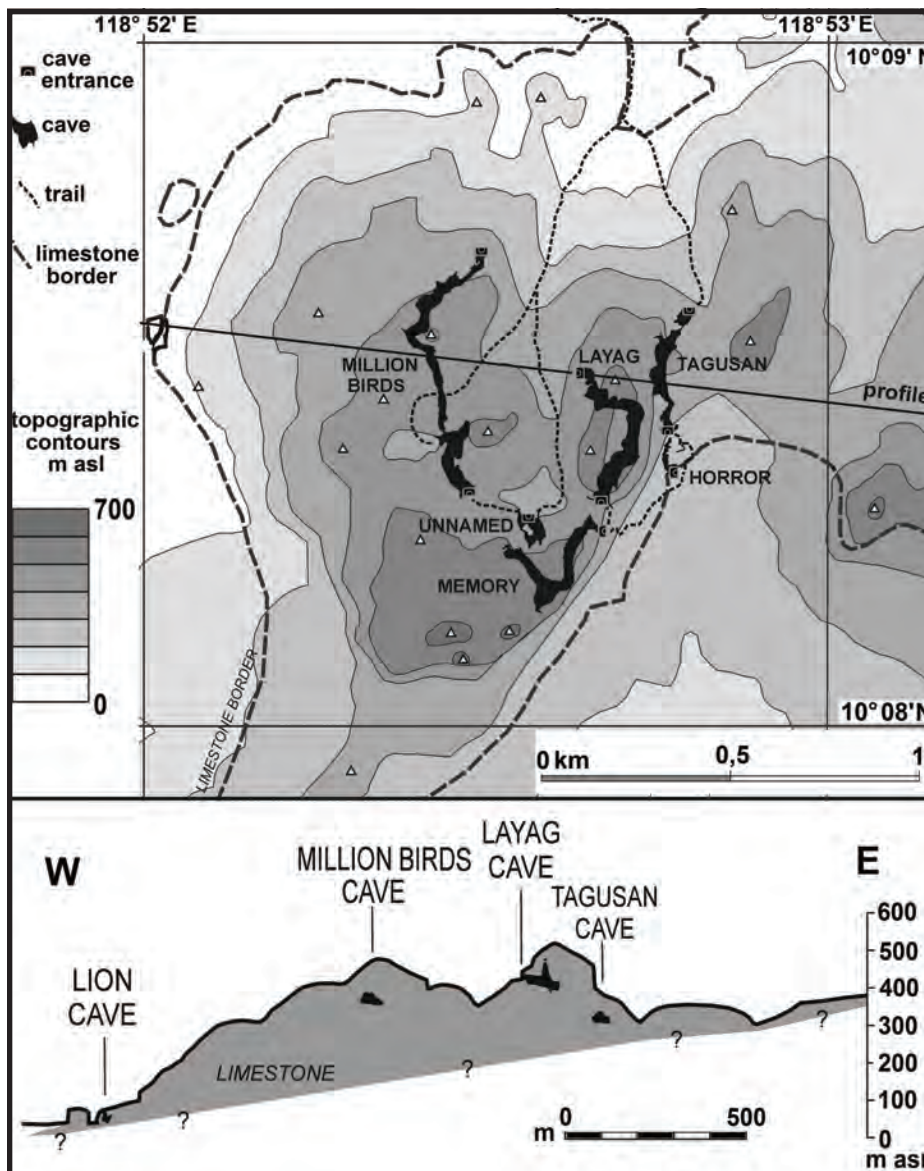 118°52' E
118°53' E
10°09' N
cave
entrance
cave
trail
limestone
border
MILLION
BIRDS
LAYAG
TAGUSAN
profile
topographic
contours
m asl
700
0
HORROR
UNNAMED
MEMORY
LIMESTONE BORDER
10°08' N
0 km
0,5
1
W
E
LION
CAVE
MILLION BIRDS
CAVE
LAYAG
CAVE
TAGUSAN
CAVE
600
500
400
300
200
100
0
m asl
LIMESTONE
?
?
?
?
?
m
0
500